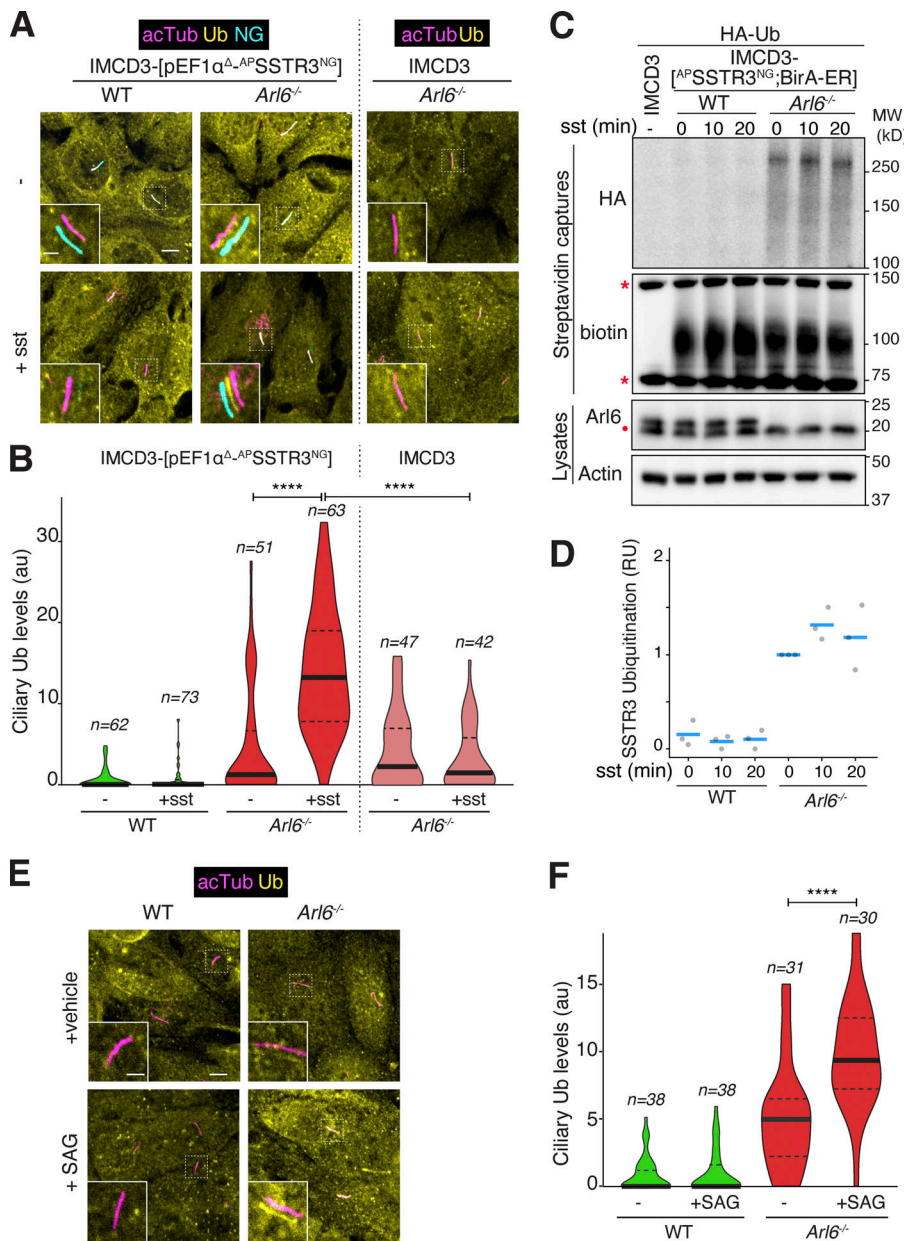 A
acTub Ub NG
IMCD3-[pEF1αΔ-APSSTR3NG]
WT
Arl6-/-
acTub Ub
IMCD3
Arl6-/-
-
+ sst
B
IMCD3-[pEF1αΔ-APSSTR3NG]
IMCD3
Ciliary Ub levels (au)
30
20
10
0
n=62
n=73
n=51
****
n=63
****
n=47
n=42
-
+sst
-
+sst
-
+sst
WT
Arl6-/-
Arl6-/-
C
HA-Ub
IMCD3
IMCD3-
[APSSTR3NG;BirA-ER]
WT
Arl6-/-
MW
(kD)
sst (min)
-
0
10
20
0
10
20
Streptavidin captures
HA
250
150
100
biotin
*
*
150
100
75
Lysates
Arl6
•
25
20
Actin
50
37
D
SSTR3 Ubiquitination (RU)
2
1
0
sst (min)
0
10
20
0
10
20
WT
Arl6-/-
E
acTub Ub
WT
Arl6-/-
+vehicle
+ SAG
F
Ciliary Ub levels (au)
15
10
5
0
n=38
n=38
n=31
****
n=30
-
+SAG
-
+SAG
WT
Arl6-/-